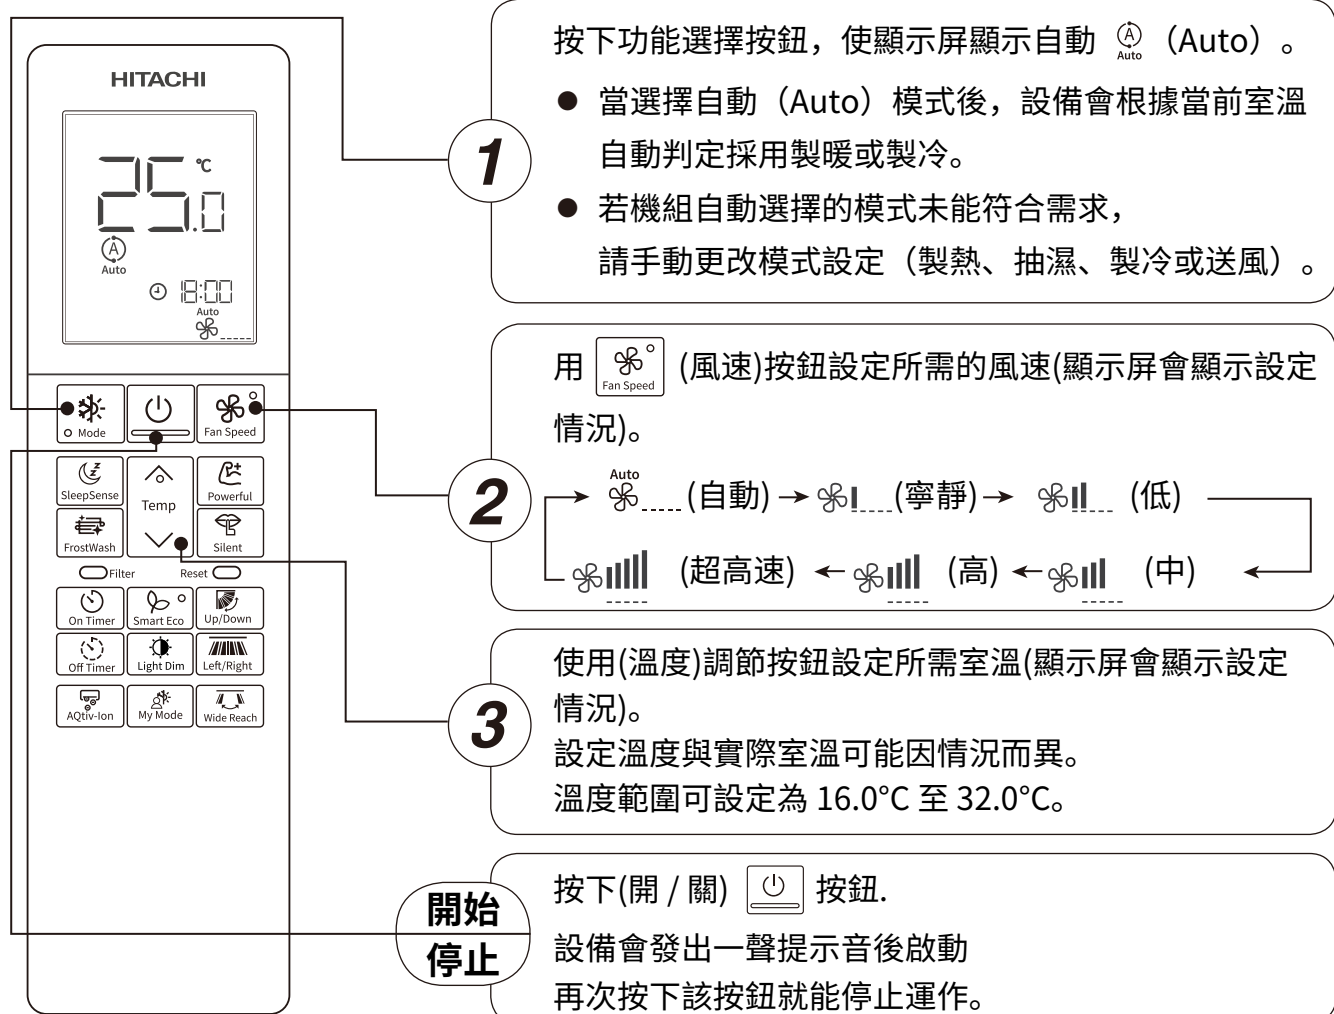 HITACHI
25.0 °C
Auto
18:00
Auto
Mode
Fan Speed
SleepSense
Temp
Powerful
FrostWash
Silent
Filter
Reset
On Timer
Smart Eco
Up/Down
Off Timer
Light Dim
Left/Right
AQtiv-Ion
My Mode
Wide Reach
1
按下功能選擇按鈕，使顯示屏顯示自動 Ⓐ Auto （Auto）。
● 當選擇自動（Auto）模式後，設備會根據當前室溫
自動判定採用製暖或製冷。
● 若機組自動選擇的模式未能符合需求，
請手動更改模式設定（製熱、抽濕、製冷或送風）。
2
用 Fan Speed (風速)按鈕設定所需的風速(顯示屏會顯示設定
情況)。
Auto (自動) → (寧靜) → (低)
(超高速) ← (高) ← (中) ←
3
使用(溫度)調節按鈕設定所需室溫(顯示屏會顯示設定
情況)。
設定溫度與實際室溫可能因情況而異。
溫度範圍可設定為 16.0°C 至 32.0°C。
開始
停止
按下(開 / 關) 按鈕.
設備會發出一聲提示音後啟動
再次按下該按鈕就能停止運作。